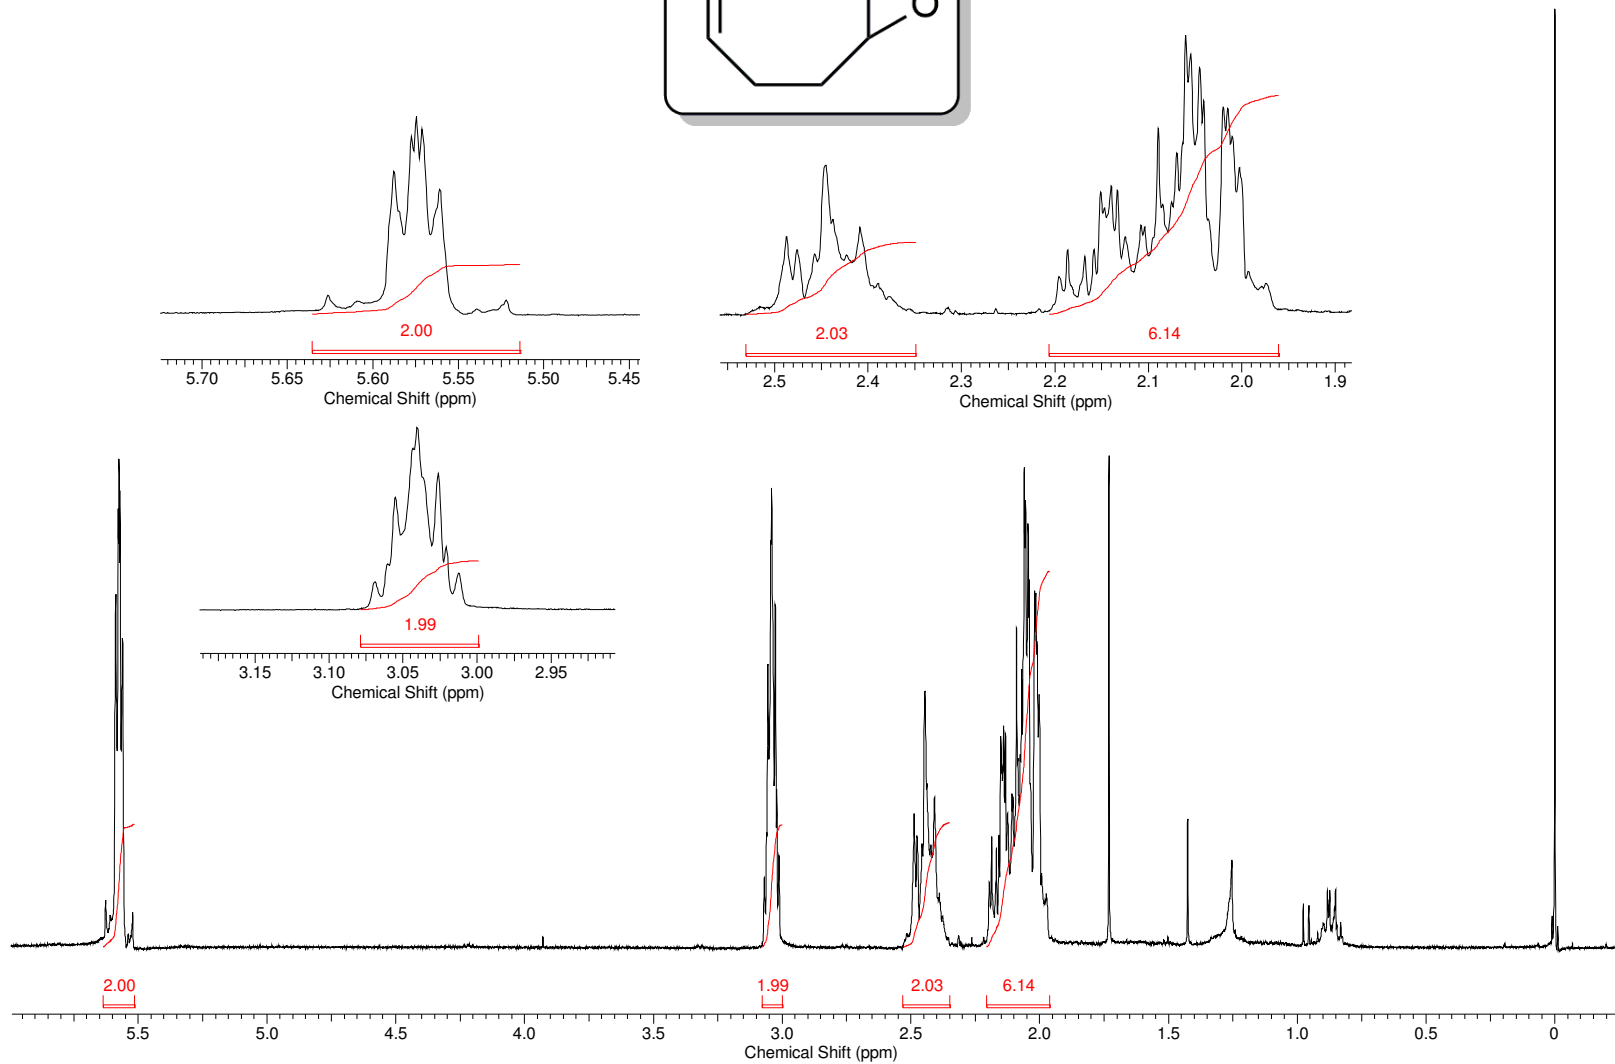 O
2.00
5.70 5.65 5.60 5.55 5.50 5.45
Chemical Shift (ppm)
2.03 6.14
2.5 2.4 2.3 2.2 2.1 2.0 1.9
Chemical Shift (ppm)
1.99
3.15 3.10 3.05 3.00 2.95
Chemical Shift (ppm)
2.00 1.99 2.03 6.14
5.5 5.0 4.5 4.0 3.5 3.0 2.5 2.0 1.5 1.0 0.5 0
Chemical Shift (ppm)